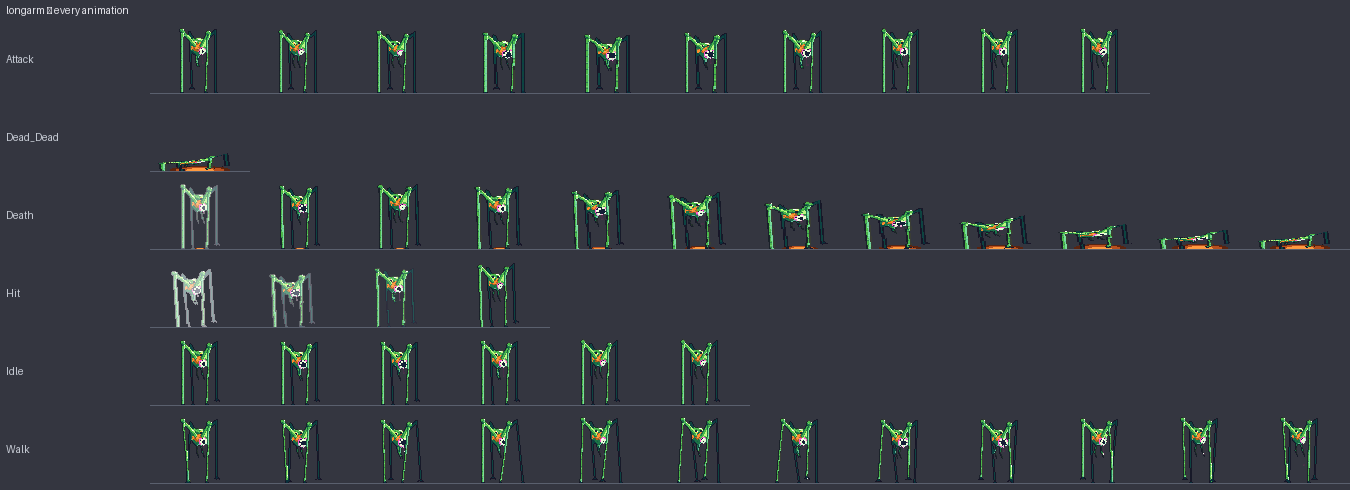 longarm ▯ every animation
Attack
Dead_Dead
Death
Hit
Idle
Walk